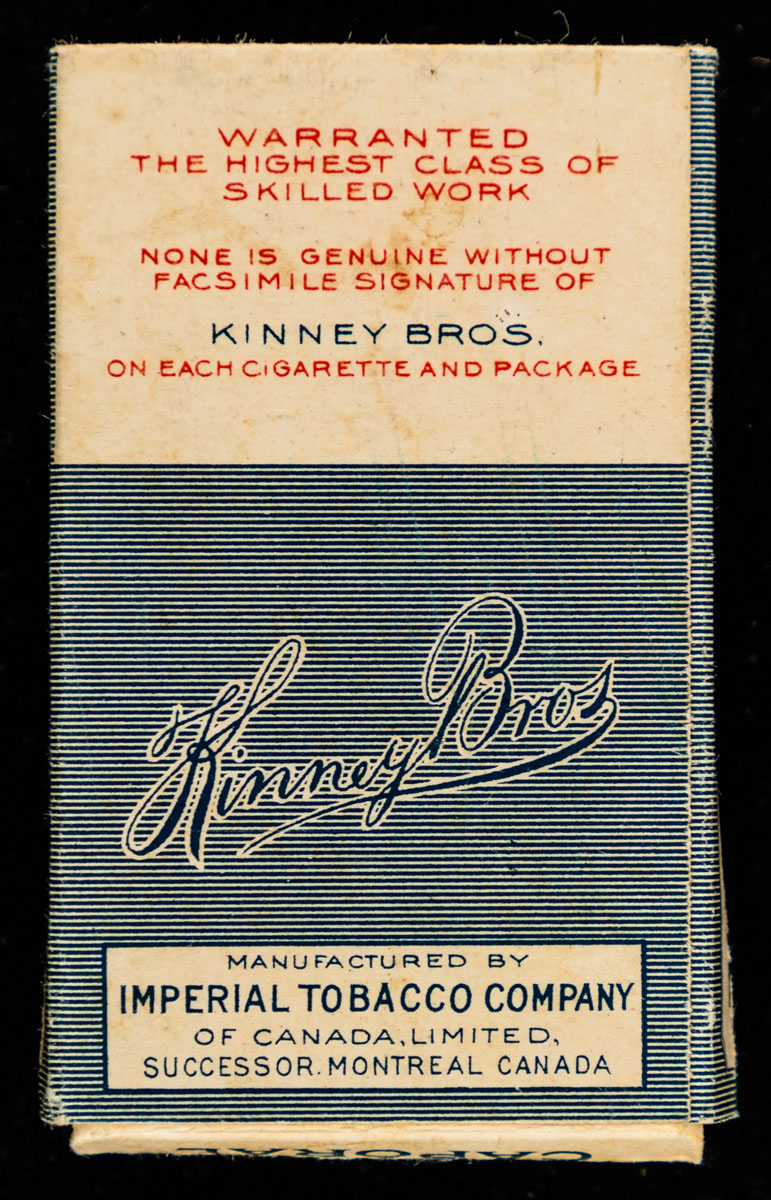 WARRANTED
THE HIGHEST CLASS OF
SKILLED WORK
NONE IS GENUINE WITHOUT
FACSIMILE SIGNATURE OF
KINNEY BROS,
ON EACH CIGARETTE AND PACKAGE
Kinney Bros
MANUFACTURED BY
IMPERIAL TOBACCO COMPANY
OF CANADA, LIMITED,
SUCCESSOR. MONTREAL CANADA
CAPORAL